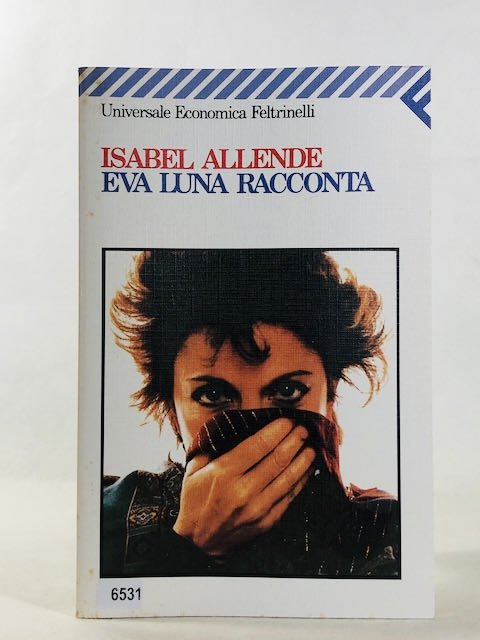 Universale Economica Feltrinelli
ISABEL ALLENDE
EVA LUNA RACCONTA
6531